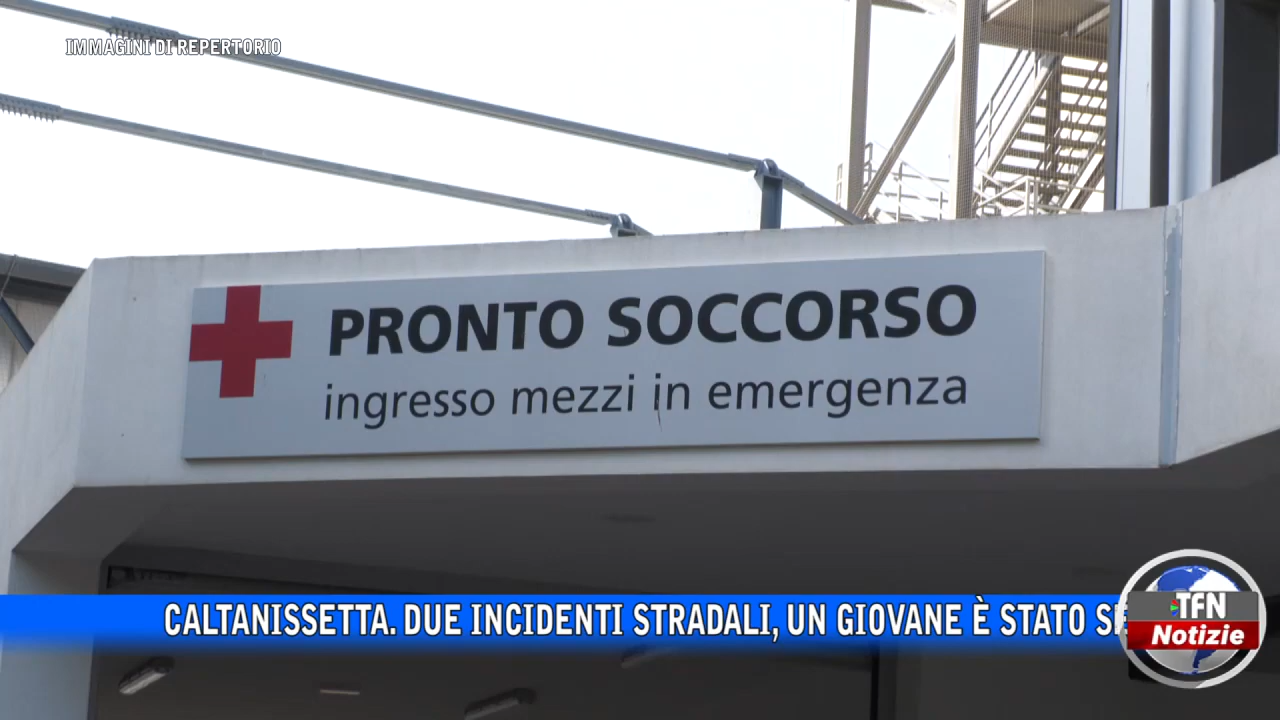 IMMAGINI DI REPERTORIO
PRONTO SOCCORSO
ingresso mezzi in emergenza
CALTANISSETTA. DUE INCIDENTI STRADALI, UN GIOVANE È STATO
TFN
Notizie